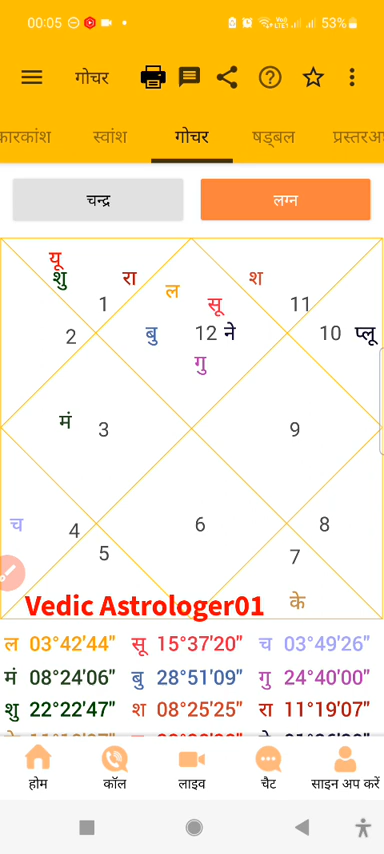 00:05 53%
गोचर
कारकांश स्वांश गोचर षड्बल प्रस्तरअ
चन्द्र लग्न
यू
शु रा ल श
1 सू 11
2 बु 12 ने 10 प्लू
गु
मं 3 9
च 4 6 8
5 7
Vedic Astrologer01 के
ल 03°42'44" सू 15°37'20" च 03°49'26"
मं 08°24'06" बु 28°51'09" गु 24°40'00"
शु 22°22'47" श 08°25'25" रा 11°19'07"
होम कॉल लाइव चैट साइन अप करें